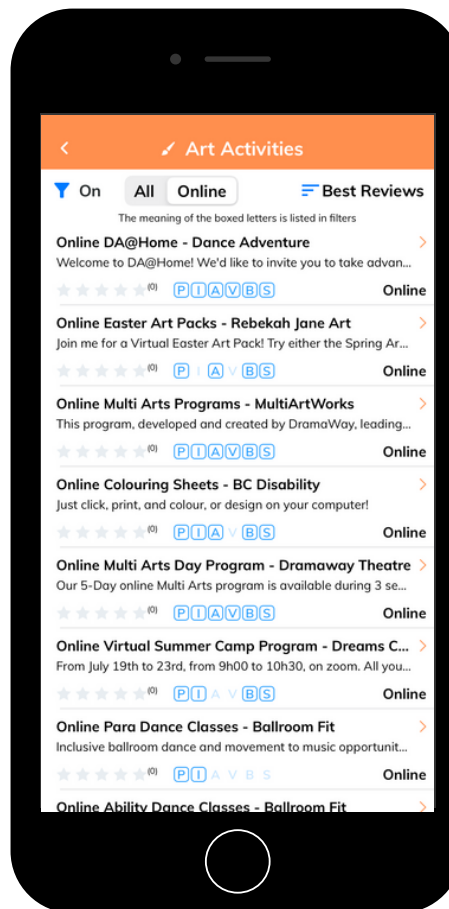 Art Activities
On All Online Best Reviews
The meaning of the boxed letters is listed in filters
Online DA@Home - Dance Adventure
Welcome to DA@Home! We'd like to invite you to take advan...
(0) P I A V B S Online
Online Easter Art Packs - Rebekah Jane Art
Join me for a Virtual Easter Art Pack! Try either the Spring Ar...
(0) P I A V B S Online
Online Multi Arts Programs - MultiArtWorks
This program, developed and created by DramaWay, leading...
(0) P I A V B S Online
Online Colouring Sheets - BC Disability
Just click, print, and colour, or design on your computer!
(0) P I A V B S Online
Online Multi Arts Day Program - Dramaway Theatre
Our 5-Day online Multi Arts program is available during 3 se...
(0) P I A V B S Online
Online Virtual Summer Camp Program - Dreams C...
From July 19th to 23rd, from 9h00 to 10h30, on zoom. All you...
(0) P I A V B S Online
Online Para Dance Classes - Ballroom Fit
Inclusive ballroom dance and movement to music opportunit...
(0) P I A V B S Online
Online Ability Dance Classes - Ballroom Fit